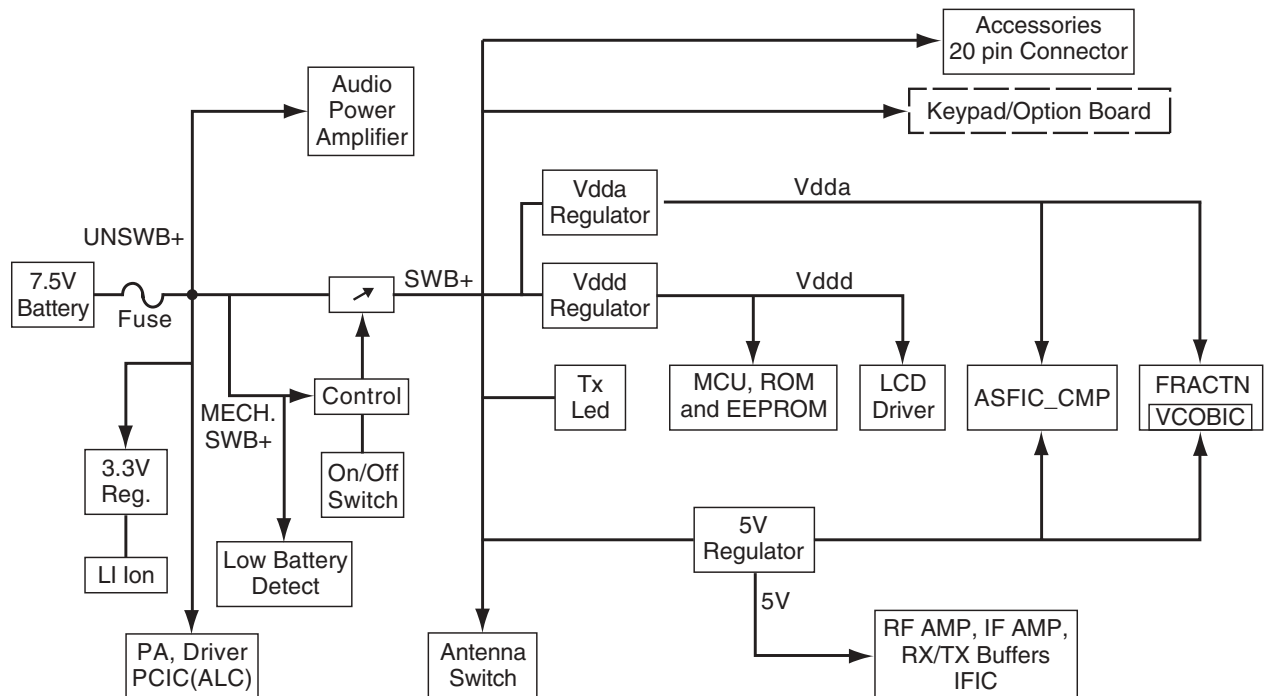 Accessories
20 pin Connector
Audio
Power
Amplifier
Keypad/Option Board
Vdda
Regulator
Vdda
UNSWB+
7.5V
Battery
Fuse
SWB+
Vddd
Regulator
Vddd
MECH.
SWB+
Control
Tx
Led
MCU, ROM
and EEPROM
LCD
Driver
ASFIC_CMP
FRACTN
VCOBIC
3.3V
Reg.
On/Off
Switch
LI Ion
Low Battery
Detect
5V
Regulator
5V
PA, Driver
PCIC(ALC)
Antenna
Switch
RF AMP, IF AMP,
RX/TX Buffers
IFIC